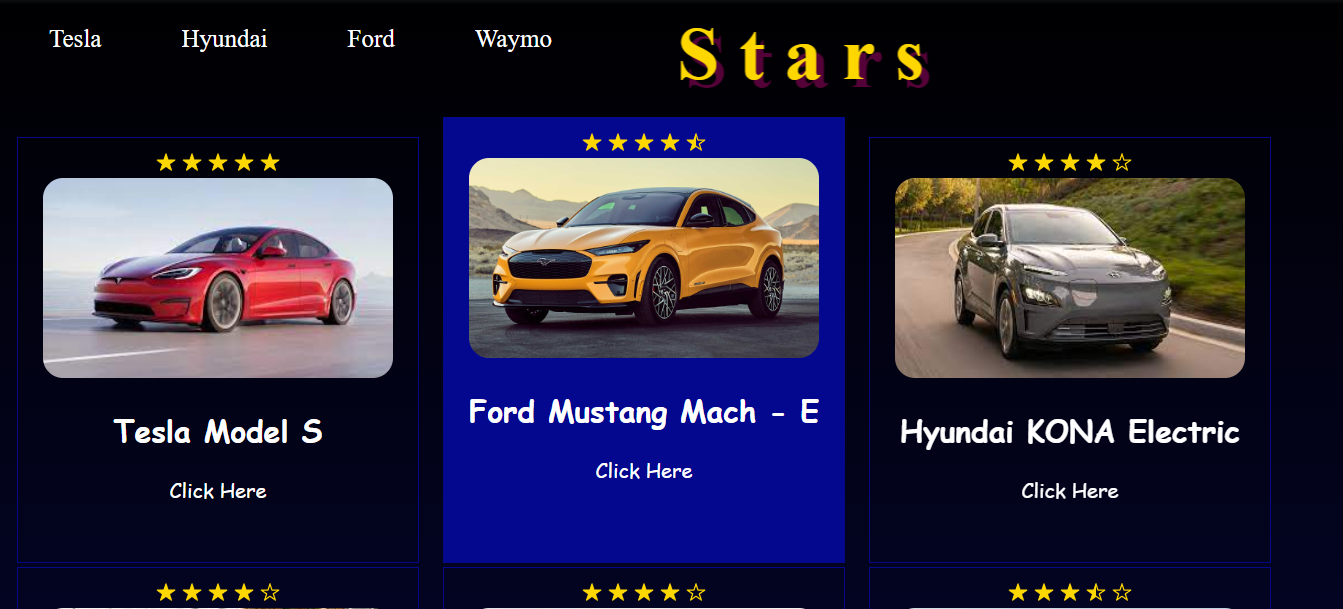 Tesla Hyundai Ford Waymo
Stars
Tesla Model S
Click Here
Ford Mustang Mach - E
Click Here
Hyundai KONA Electric
Click Here